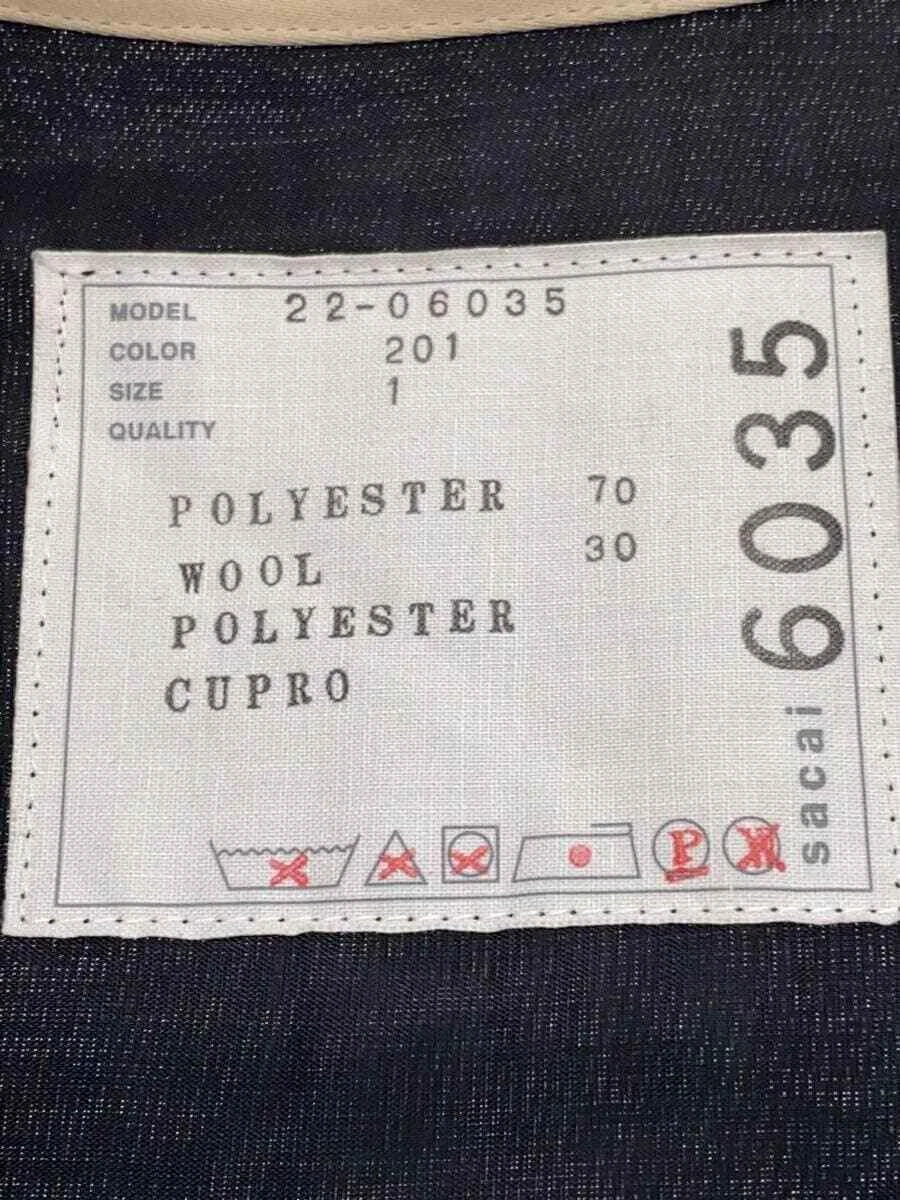 MODEL 22-06035
COLOR 201
SIZE 1
QUALITY
POLYESTER 70
WOOL 30
POLYESTER
CUPRO
P
W
sacai 6035